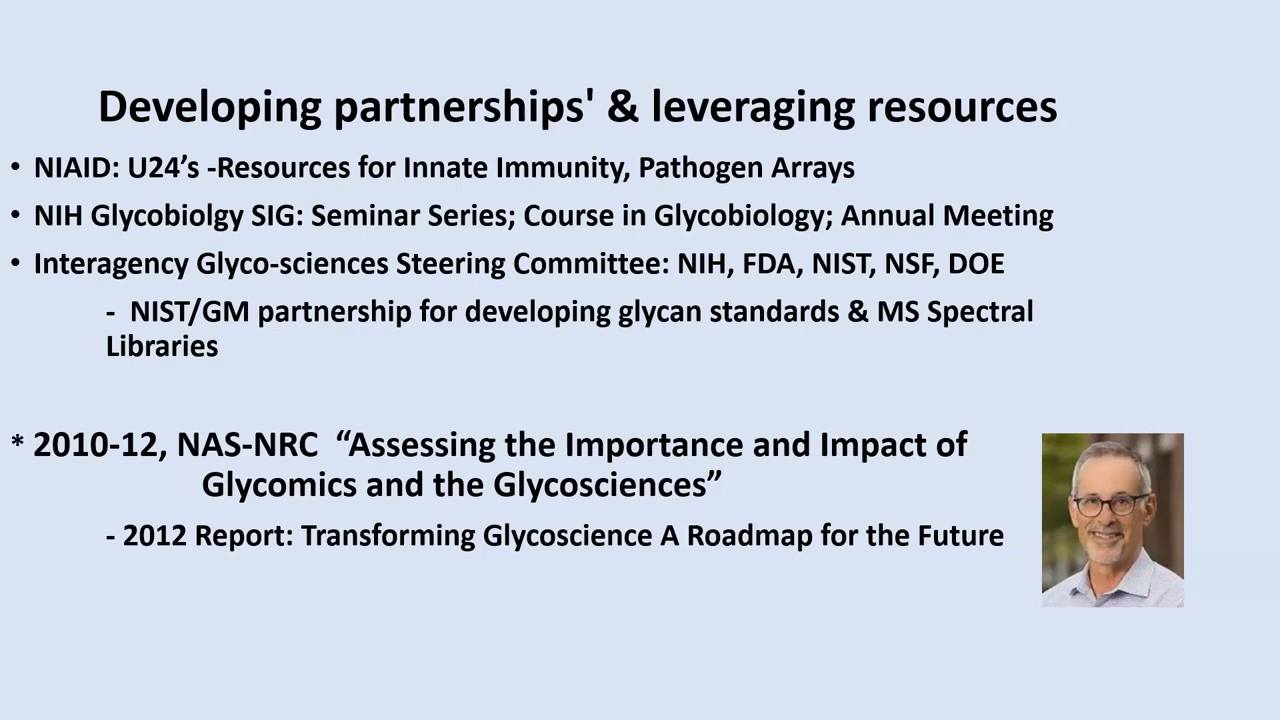 Developing partnerships' & leveraging resources
• NIAID: U24’s -Resources for Innate Immunity, Pathogen Arrays
• NIH Glycobiolgy SIG: Seminar Series; Course in Glycobiology; Annual Meeting
• Interagency Glyco-sciences Steering Committee: NIH, FDA, NIST, NSF, DOE
- NIST/GM partnership for developing glycan standards & MS Spectral
Libraries
* 2010-12, NAS-NRC “Assessing the Importance and Impact of
Glycomics and the Glycosciences”
- 2012 Report: Transforming Glycoscience A Roadmap for the Future